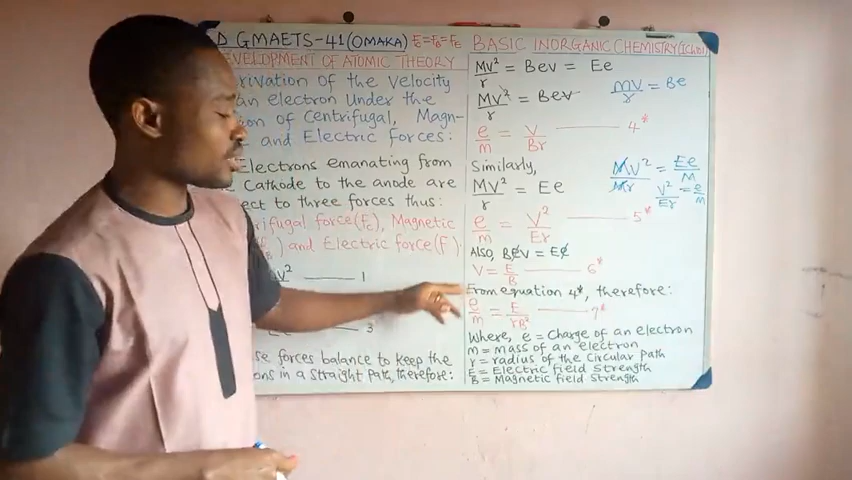 D GMAETS-41(OMAKA) Fc=FB=FE
EVELOPMENT OF ATOMIC THEORY
rivation of the Velocity
an electron Under the
on of Centrifugal, Magn-
and Electric forces:
Electrons emanating from
Cathode to the anode are
ect to three forces thus:
rifugal force(fc), Magnetic
) and Electric force(F).
v² ——— 1
——— 3
se forces balance to keep the
ons in a straight path, therefore:
BASIC INORGANIC CHEMISTRY(ICH101)
Mv²/r = Bev = Ee
Mv²/r = Bev
mv/r = Be
e/m = V/Br ——— 4*
Similarly,
Mv²/r = Ee
Mv²/Mr = Ee/M
V²/Er = e/m
e/m = V²/Er ——— 5*
Also, BeV = Ee
V = E/B ——— 6*
From equation 4*, therefore:
e/m = E/rB² ——— 7*
Where, e = Charge of an electron
m = mass of an electron
r = radius of the Circular path
E = Electric field Strength
B = Magnetic field Strength